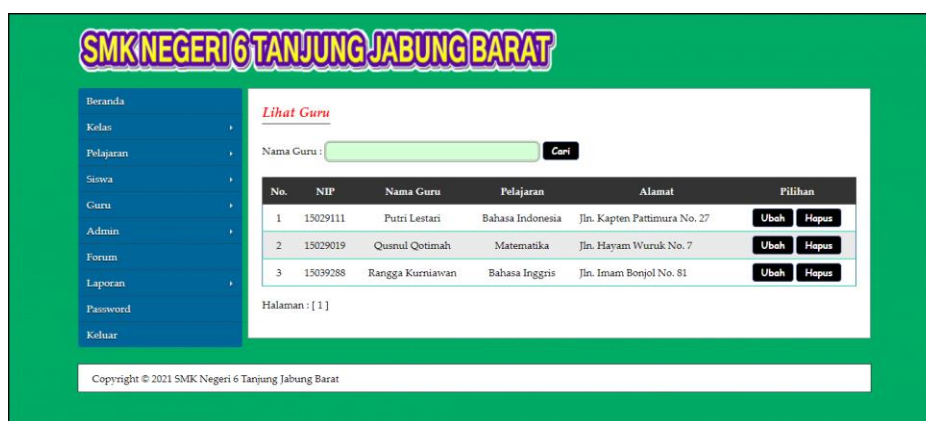 SMK NEGERI 6 TANJUNG JABUNG BARAT
Beranda
Kelas
Pelajaran
Siswa
Guru
Admin
Forum
Laporan
Password
Keluar
Lihat Guru
Nama Guru : Cari
No. NIP Nama Guru Pelajaran Alamat Pilihan
1 15029111 Putri Lestari Bahasa Indonesia Jln. Kapten Pattimura No. 27 Ubah Hapus
2 15029019 Qusnul Qotimah Matematika Jln. Hayam Wuruk No. 7 Ubah Hapus
3 15039288 Rangga Kurniawan Bahasa Inggris Jln. Imam Bonjol No. 81 Ubah Hapus
Halaman : [ 1 ]
Copyright © 2021 SMK Negeri 6 Tanjung Jabung Barat